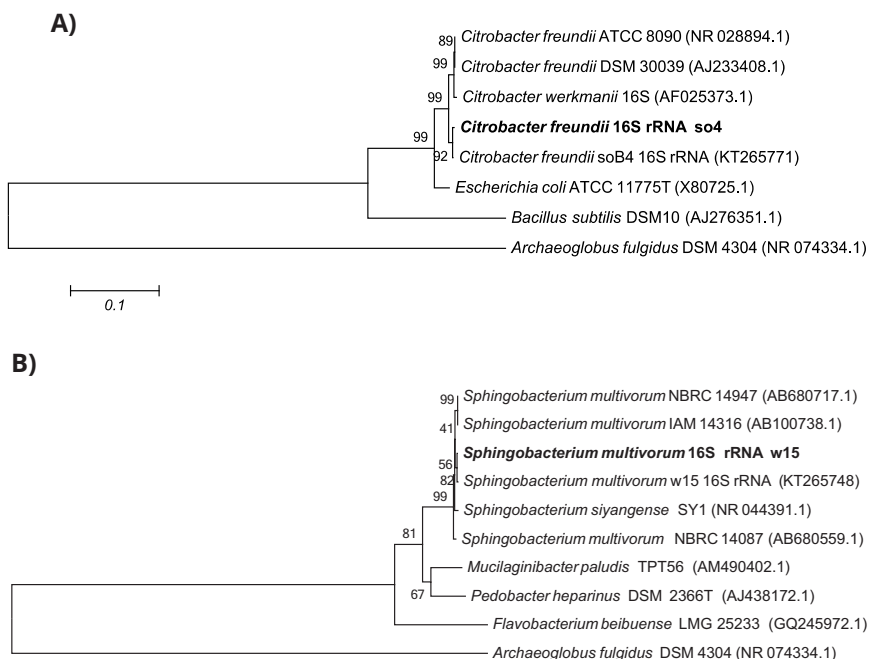 A)
89
Citrobacter freundii ATCC 8090 (NR 028894.1)
99
Citrobacter freundii DSM 30039 (AJ233408.1)
99
Citrobacter werkmanii 16S (AF025373.1)
Citrobacter freundii 16S rRNA so4
99
92
Citrobacter freundii soB4 16S rRNA (KT265771)
Escherichia coli ATCC 11775T (X80725.1)
Bacillus subtilis DSM10 (AJ276351.1)
Archaeoglobus fulgidus DSM 4304 (NR 074334.1)
0.1
B)
99
Sphingobacterium multivorum NBRC 14947 (AB680717.1)
41
Sphingobacterium multivorum IAM 14316 (AB100738.1)
Sphingobacterium multivorum 16S rRNA w15
56
82
Sphingobacterium multivorum w15 16S rRNA (KT265748)
99
Sphingobacterium siyangense SY1 (NR 044391.1)
81
Sphingobacterium multivorum NBRC 14087 (AB680559.1)
Mucilaginibacter paludis TPT56 (AM490402.1)
67
Pedobacter heparinus DSM 2366T (AJ438172.1)
Flavobacterium beibuense LMG 25233 (GQ245972.1)
Archaeoglobus fulgidus DSM 4304 (NR 074334.1)